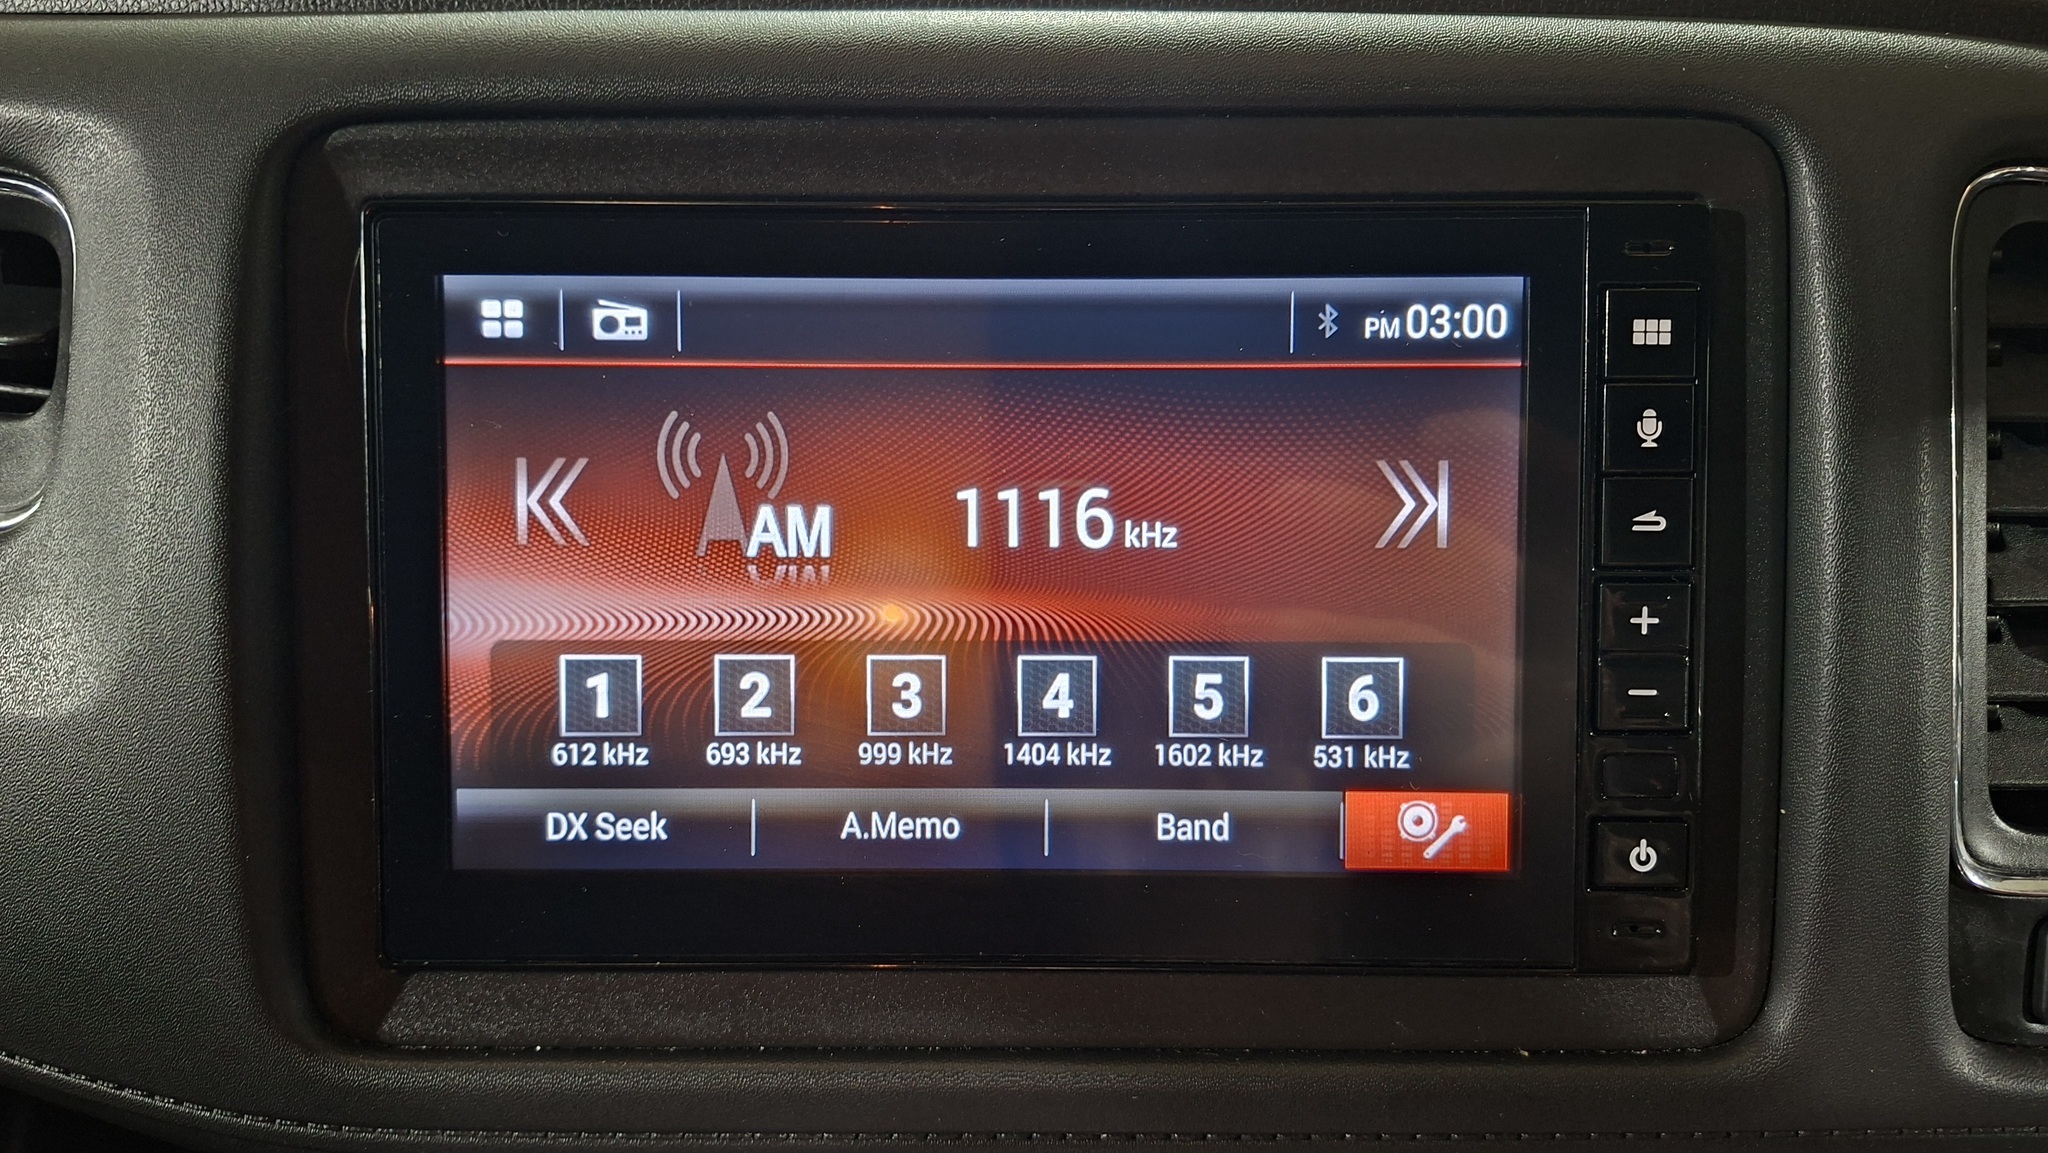 PM 03:00
AM 1116 kHz
1 2 3 4 5 6
612 kHz 693 kHz 999 kHz 1404 kHz 1602 kHz 531 kHz
DX Seek A.Memo Band